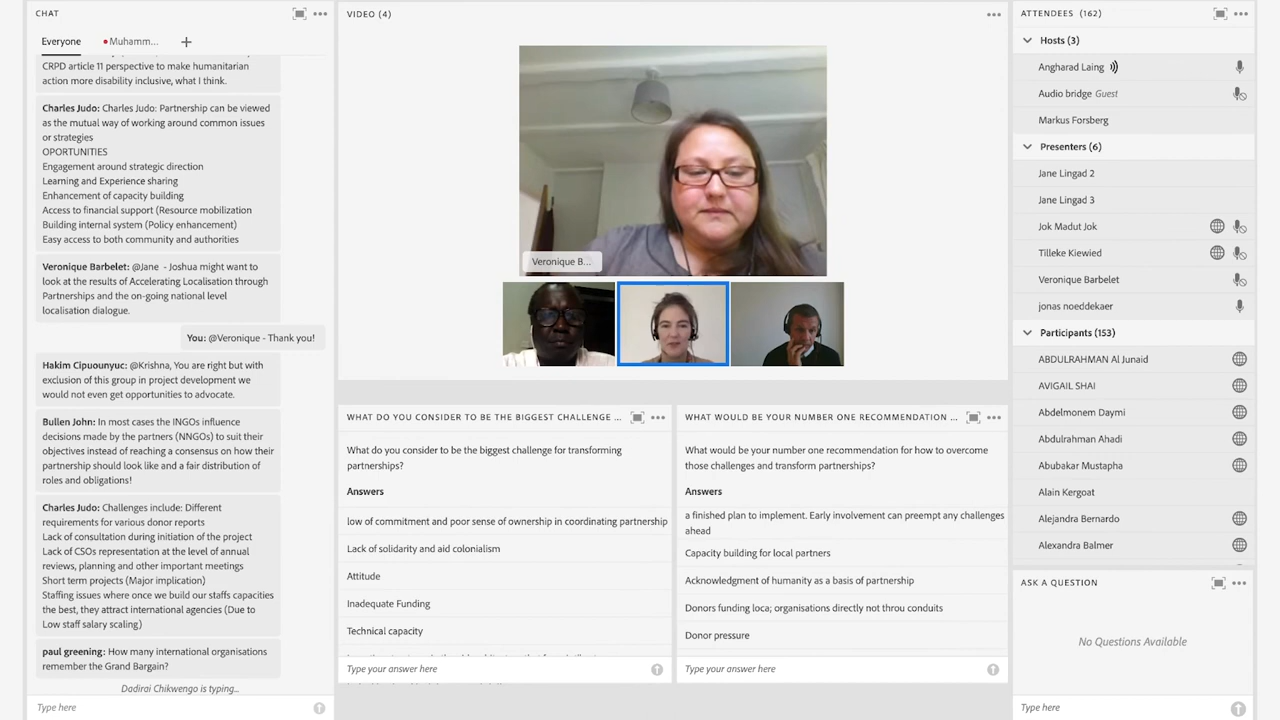 CHAT
Everyone
Muhamm...
CRPD article 11 perspective to make humanitarian
action more disability inclusive, what I think.
Charles Judo: Charles Judo: Partnership can be viewed
as the mutual way of working around common issues
or strategies
OPORTUNITIES
Engagement around strategic direction
Learning and Experience sharing
Enhancement of capacity building
Access to financial support (Resource mobilization
Building internal system (Policy enhancement)
Easy access to both community and authorities
Veronique Barbelet: @Jane - Joshua might want to
look at the results of Accelerating Localisation through
Partnerships and the on-going national level
localisation dialogue.
You: @Veronique - Thank you!
Hakim Cipuounyuc: @Krishna, You are right but with
exclusion of this group in project development we
would not even get opportunities to advocate.
Bullen John: In most cases the INGOs influence
decisions made by the partners (NNGOs) to suit their
objectives instead of reaching a consensus on how their
partnership should look like and a fair distribution of
roles and obligations!
Charles Judo: Challenges include: Different
requirements for various donor reports
Lack of consultation during initiation of the project
Lack of CSOs representation at the level of annual
reviews, planning and other important meetings
Short term projects (Major implication)
Staffing issues where once we build our staffs capacities
the best, they attract international agencies (Due to
Low staff salary scaling)
paul greening: How many international organisations
remember the Grand Bargain?
Dadirai Chikwengo is typing...
Type here
VIDEO (4)
Veronique B...
WHAT DO YOU CONSIDER TO BE THE BIGGEST CHALLENGE ...
What do you consider to be the biggest challenge for transforming
partnerships?
Answers
low of commitment and poor sense of ownership in coordinating partnership
Lack of solidarity and aid colonialism
Attitude
Inadequate Funding
Technical capacity
Type your answer here
WHAT WOULD BE YOUR NUMBER ONE RECOMMENDATION ...
What would be your number one recommendation for how to overcome
those challenges and transform partnerships?
Answers
a finished plan to implement. Early involvement can preempt any challenges
ahead
Capacity building for local partners
Acknowledgment of humanity as a basis of partnership
Donors funding loca; organisations directly not throu conduits
Donor pressure
Type your answer here
ATTENDEES (162)
Hosts (3)
Angharad Laing
Audio bridge Guest
Markus Forsberg
Presenters (6)
Jane Lingad 2
Jane Lingad 3
Jok Madut Jok
Tilleke Kiewied
Veronique Barbelet
jonas noeddekaer
Participants (153)
ABDULRAHMAN Al Junaid
AVIGAIL SHAI
Abdelmonem Daymi
Abdulrahman Ahadi
Abubakar Mustapha
Alain Kergoat
Alejandra Bernardo
Alexandra Balmer
ASK A QUESTION
No Questions Available
Type here